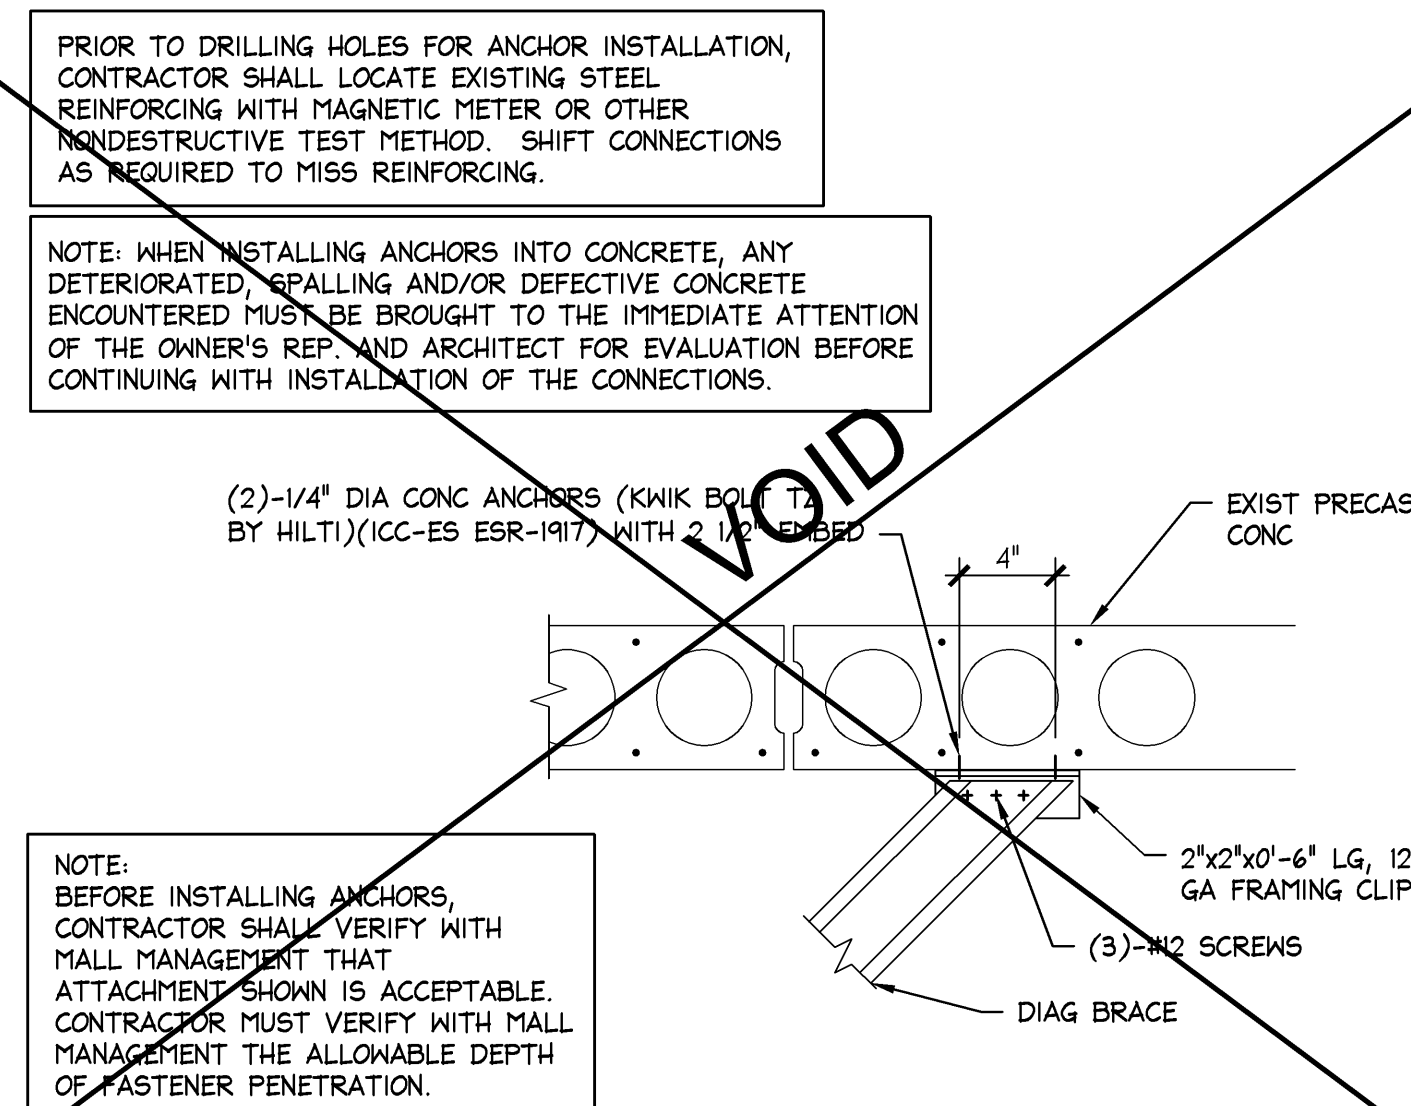 PRIOR TO DRILLING HOLES FOR ANCHOR INSTALLATION,
CONTRACTOR SHALL LOCATE EXISTING STEEL
REINFORCING WITH MAGNETIC METER OR OTHER
NONDESTRUCTIVE TEST METHOD. SHIFT CONNECTIONS
AS REQUIRED TO MISS REINFORCING.
NOTE: WHEN INSTALLING ANCHORS INTO CONCRETE, ANY
DETERIORATED, SPALLING AND/OR DEFECTIVE CONCRETE
ENCOUNTERED MUST BE BROUGHT TO THE IMMEDIATE ATTENTION
OF THE OWNER'S REP. AND ARCHITECT FOR EVALUATION BEFORE
CONTINUING WITH INSTALLATION OF THE CONNECTIONS.
VOID
(2)-1/4" DIA CONC ANCHORS (KWIK BOLT TZ
BY HILTI)(ICC-ES ESR-1917) WITH 2 1/2" EMBED
EXIST PRECAS
CONC
4"
2"x2"x0'-6" LG, 12
GA FRAMING CLIP
(3)-#12 SCREWS
DIAG BRACE
NOTE:
BEFORE INSTALLING ANCHORS,
CONTRACTOR SHALL VERIFY WITH
MALL MANAGEMENT THAT
ATTACHMENT SHOWN IS ACCEPTABLE.
CONTRACTOR MUST VERIFY WITH MALL
MANAGEMENT THE ALLOWABLE DEPTH
OF FASTENER PENETRATION.